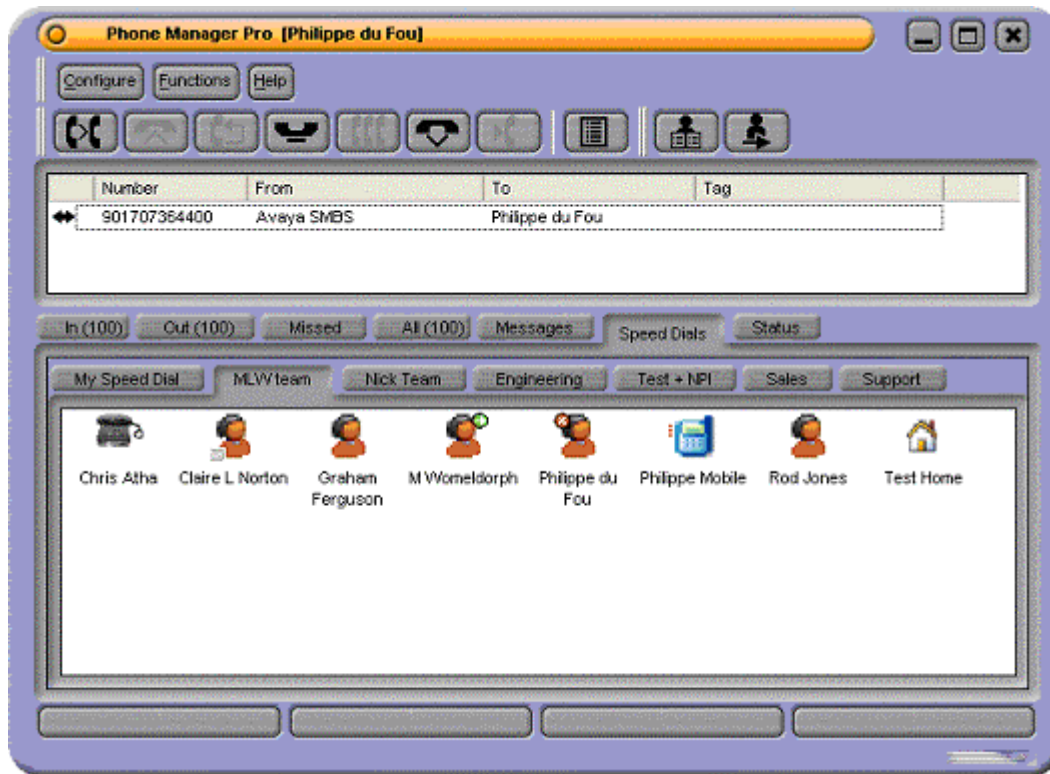 Phone Manager Pro [Philippe du Fou]
Configure Functions Help
Number From To Tag
901707364400 Avaya SMBS Philippe du Fou
In (100) Out (100) Missed All (100) Messages Speed Dials Status
My Speed Dial MLW team Nick Team Engineering Test + NPI Sales Support
Chris Atha Claire L Norton Graham Ferguson M Womeldorph Philippe du Fou Philippe Mobile Rod Jones Test Home